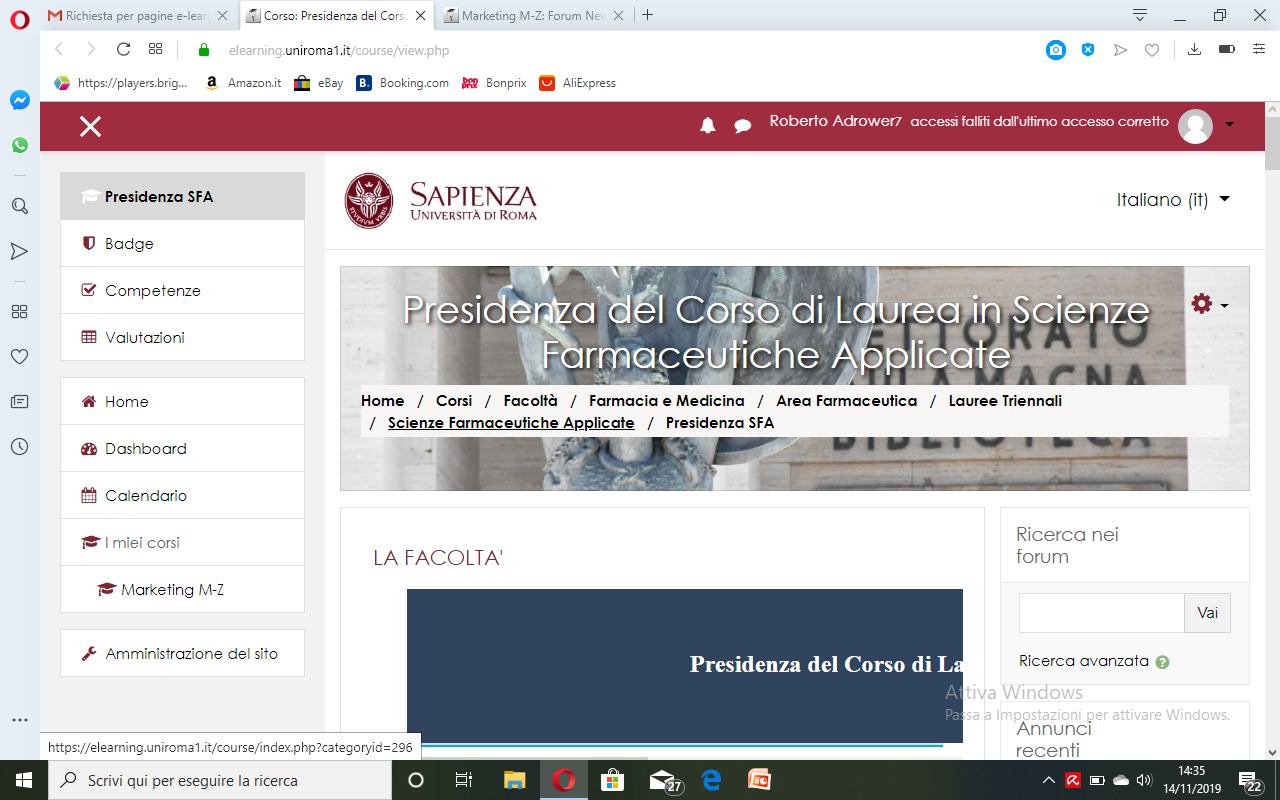 Richiesta per pagine e-lear
Corso: Presidenza del Corso
Marketing M-Z: Forum New
elearning.uniroma1.it/course/view.php
https://players.brig...
Amazon.it
eBay
B.
Booking.com
Bonprix
AliExpress
Roberto Adrower7 accessi falliti dall'ultimo accesso corretto
Presidenza SFA
Badge
Competenze
Valutazioni
Home
Dashboard
Calendario
I miei corsi
Marketing M-Z
Amministrazione del sito
SAPIENZA
UNIVERSITÀ DI ROMA
Italiano (it)
Presidenza del Corso di Laurea in Scienze
Farmaceutiche Applicate
Home / Corsi / Facoltà / Farmacia e Medicina / Area Farmaceutica / Lauree Triennali
/ Scienze Farmaceutiche Applicate / Presidenza SFA
BIBLIOTECA
LA FACOLTA'
Presidenza del Corso di La
Ricerca nei
forum
Vai
Ricerca avanzata
Annunci
recenti
Attiva Windows
Passa a Impostazioni per attivare Windows.
https://elearning.uniroma1.it/course/index.php?categoryid=296
Scrivi qui per eseguire la ricerca
27
14:35
14/11/2019
22